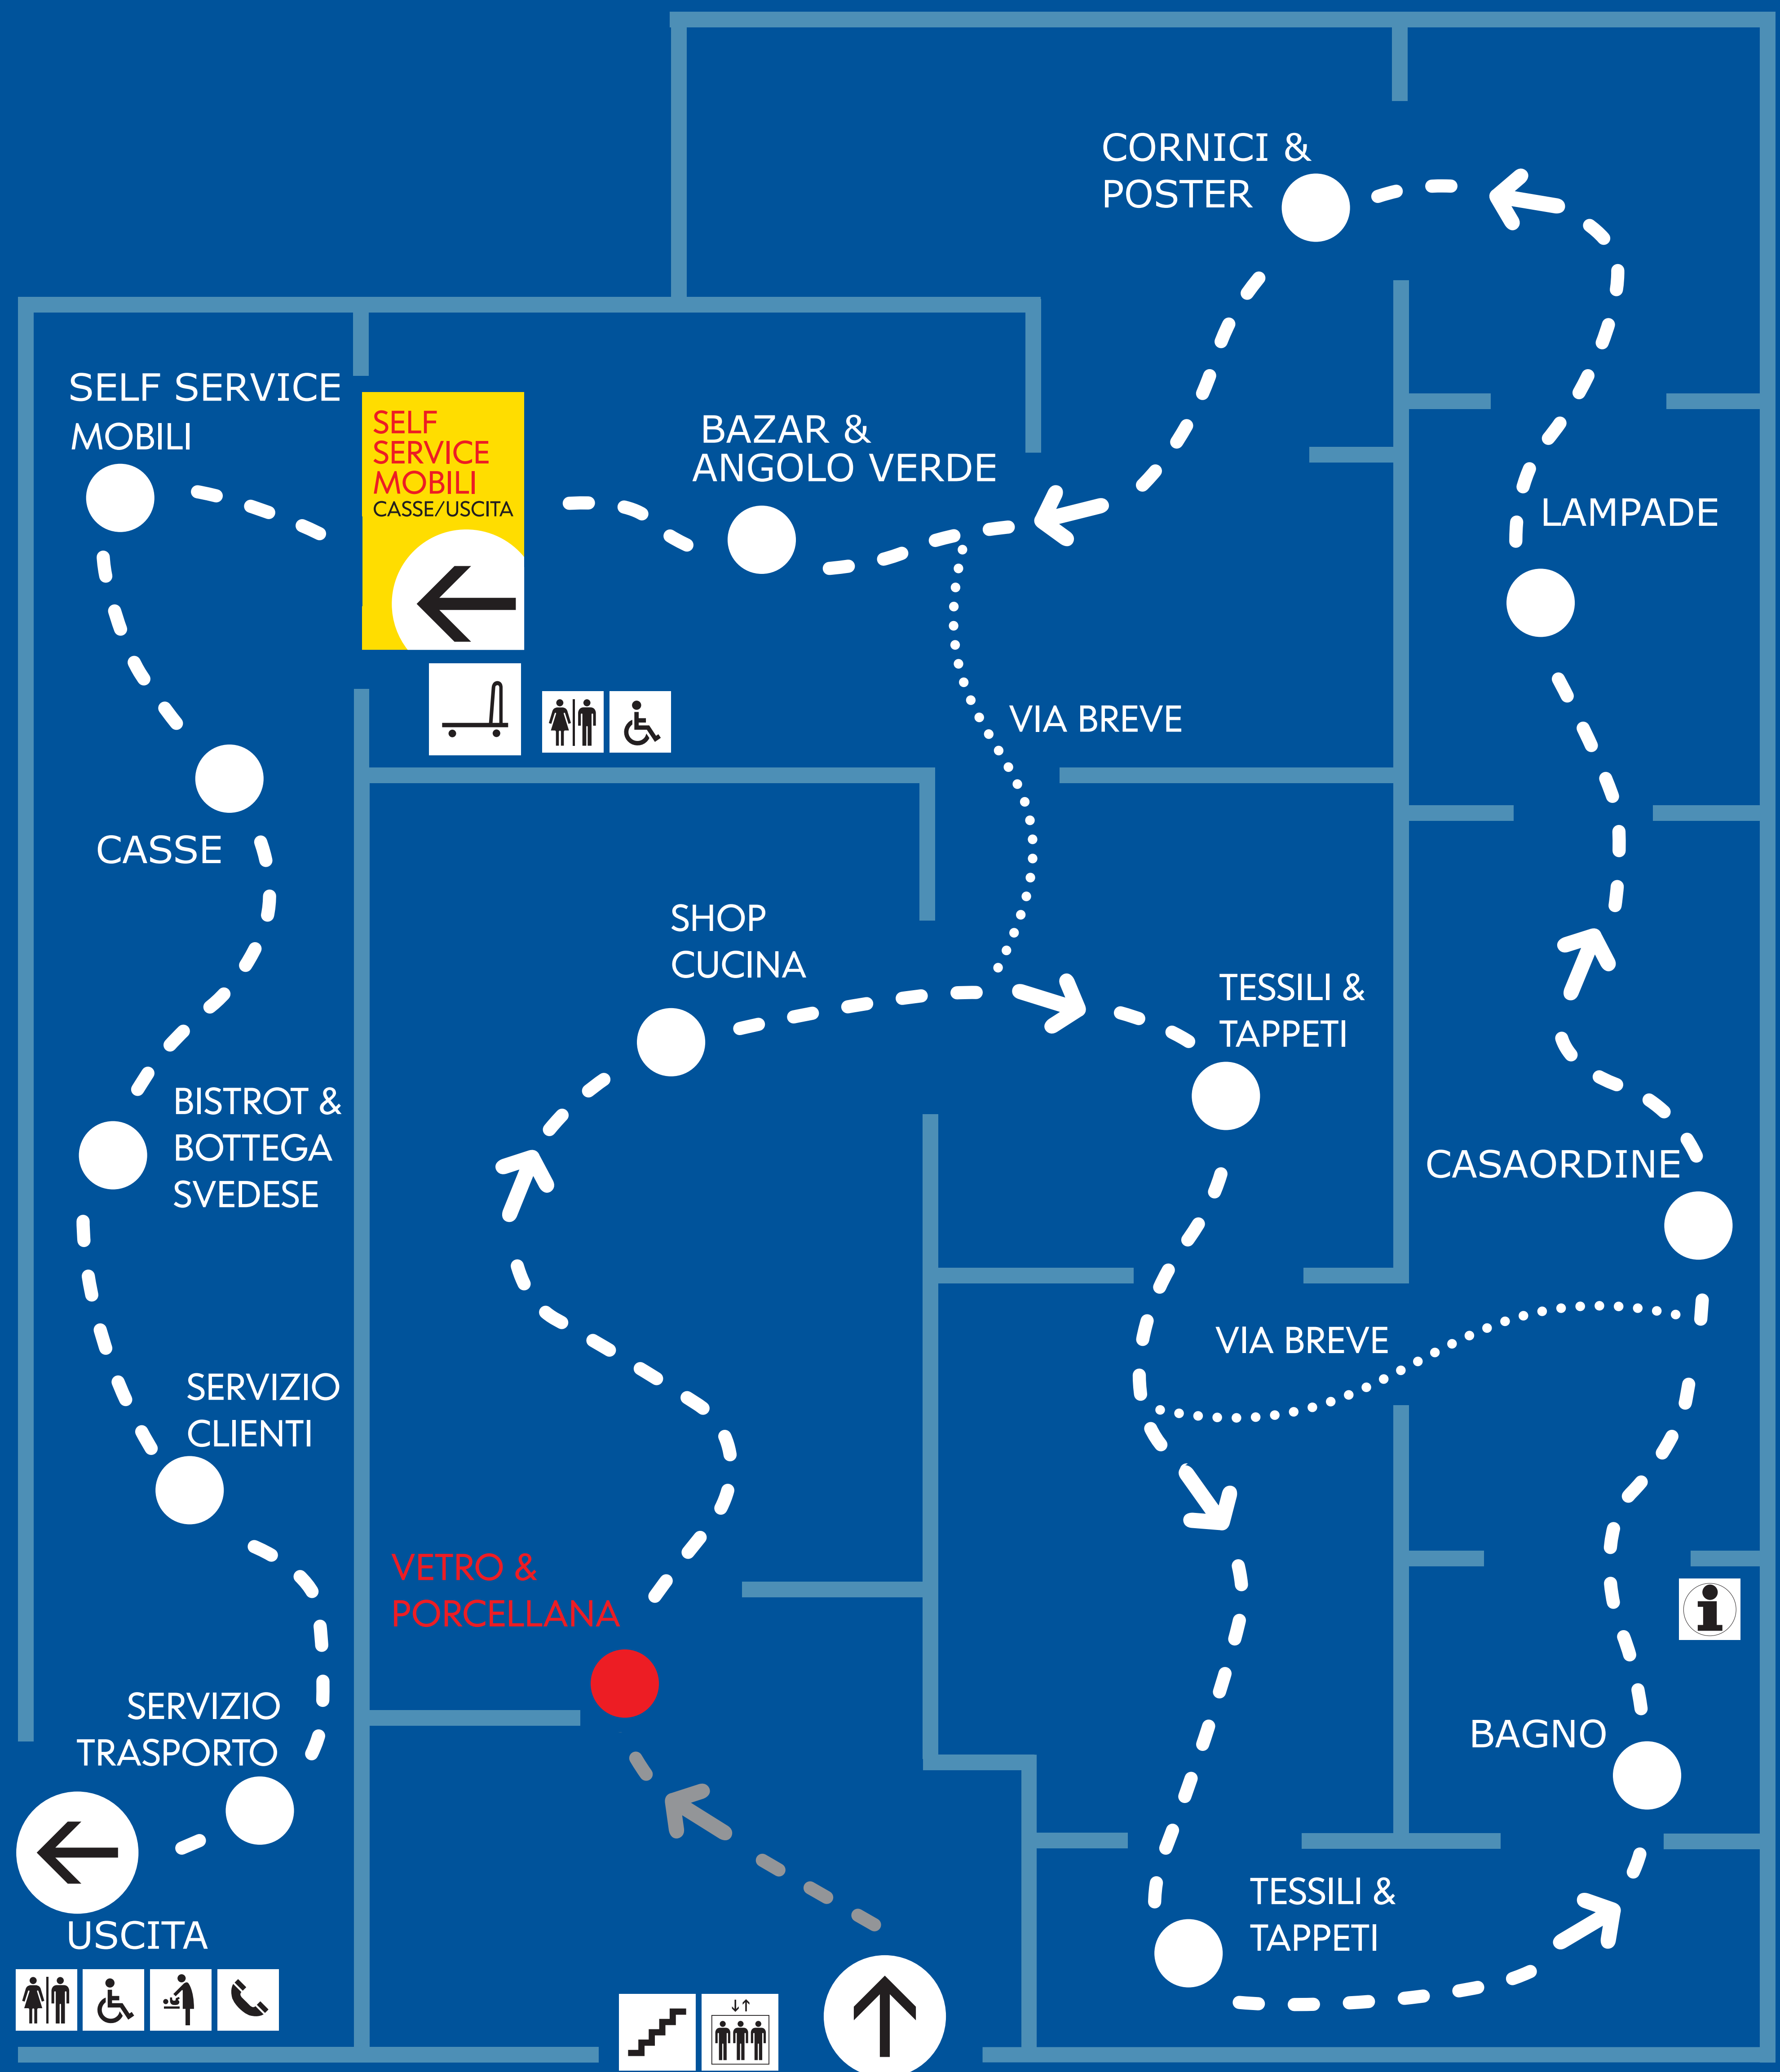 CORNICI &
POSTER
SELF SERVICE
MOBILI
SELF
SERVICE
MOBILI
CASSE/USCITA
BAZAR &
ANGOLO VERDE
LAMPADE
VIA BREVE
CASSE
SHOP
CUCINA
TESSILI &
TAPPETI
BISTROT &
BOTTEGA
SVEDESE
CASAORDINE
VIA BREVE
SERVIZIO
CLIENTI
VETRO &
PORCELLANA
SERVIZIO
TRASPORTO
BAGNO
TESSILI &
TAPPETI
USCITA